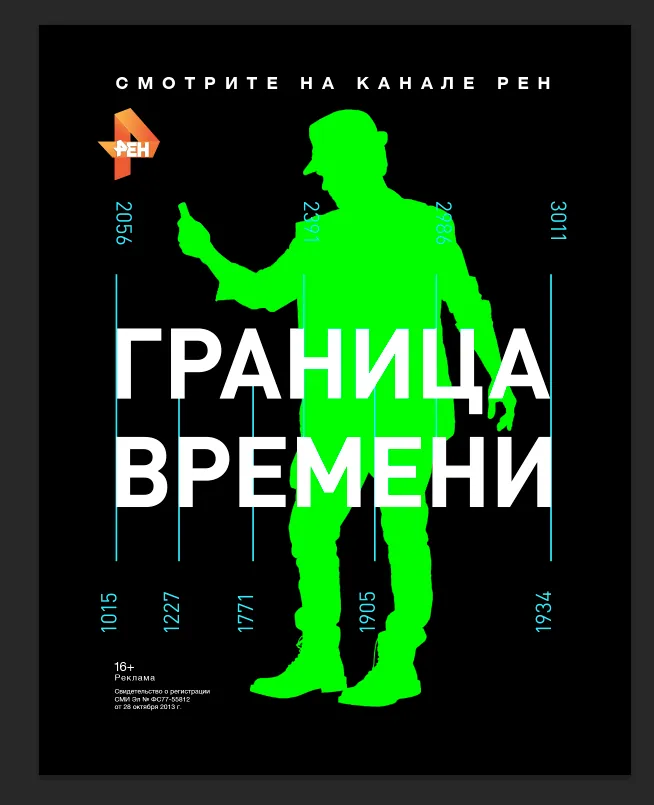 СМОТРИТЕ НА КАНАЛЕ РЕН
РЕН
2056
2391
2986
3011
ГРАНИЦА
ВРЕМЕНИ
1015
1227
1771
1905
1934
16+
Реклама
Свидетельство о регистрации
СМИ Эл № ФС77-55812
от 28 октября 2013 г.